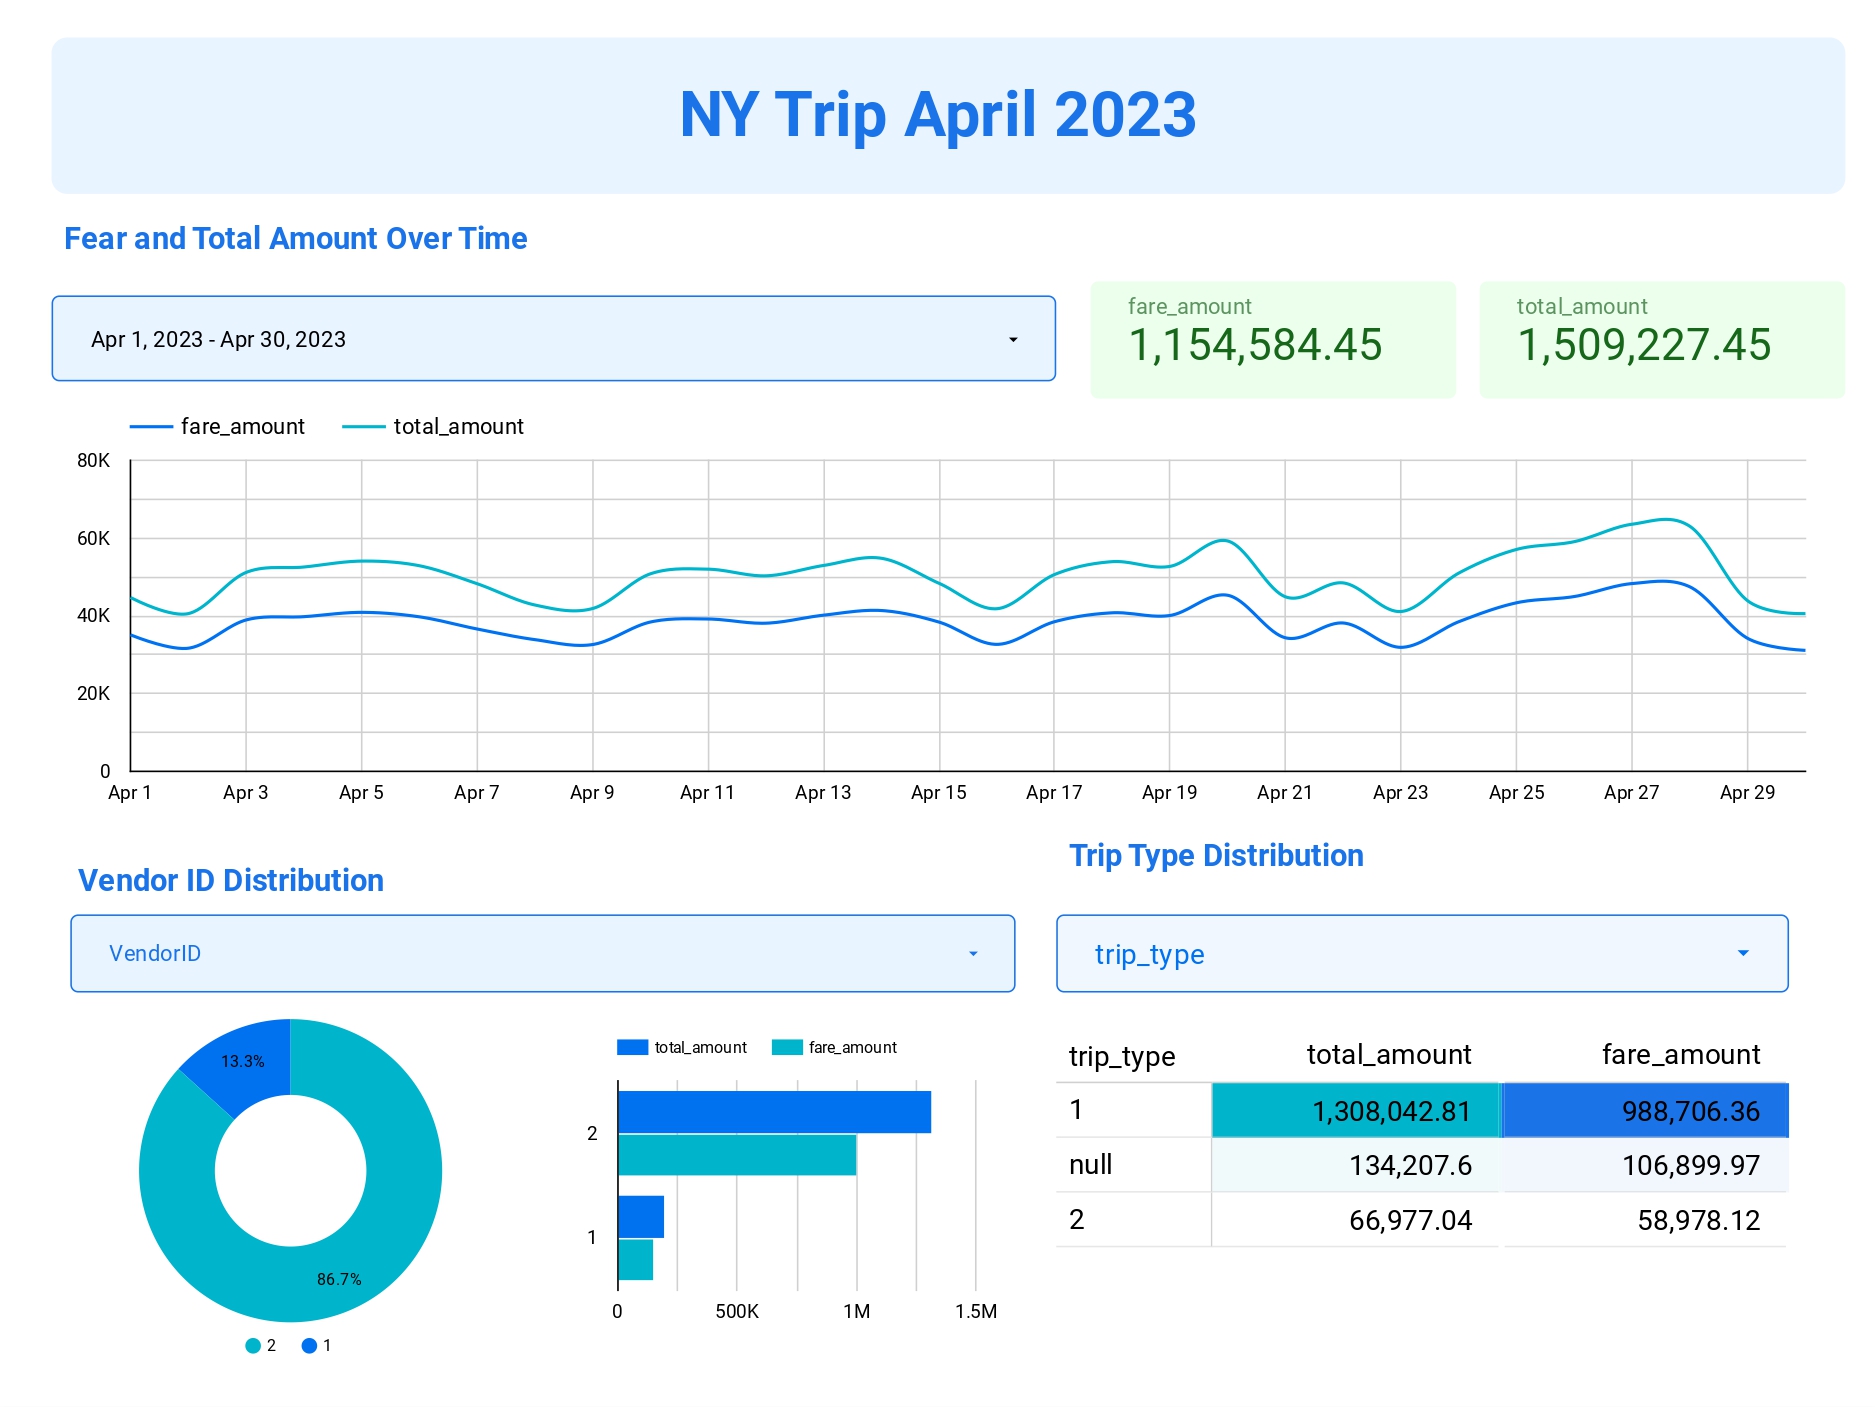 NY Trip April 2023
Fear and Total Amount Over Time
Apr 1, 2023 - Apr 30, 2023
fare_amount
1,154,584.45
total_amount
1,509,227.45
fare_amount total_amount
80K
60K
40K
20K
0
Apr 1 Apr 3 Apr 5 Apr 7 Apr 9 Apr 11 Apr 13 Apr 15 Apr 17 Apr 19 Apr 21 Apr 23 Apr 25 Apr 27 Apr 29
Vendor ID Distribution
VendorID
13.3%
86.7%
2 1
total_amount fare_amount
2
1
0 500K 1M 1.5M
Trip Type Distribution
trip_type
trip_type total_amount fare_amount
1 1,308,042.81 988,706.36
null 134,207.6 106,899.97
2 66,977.04 58,978.12